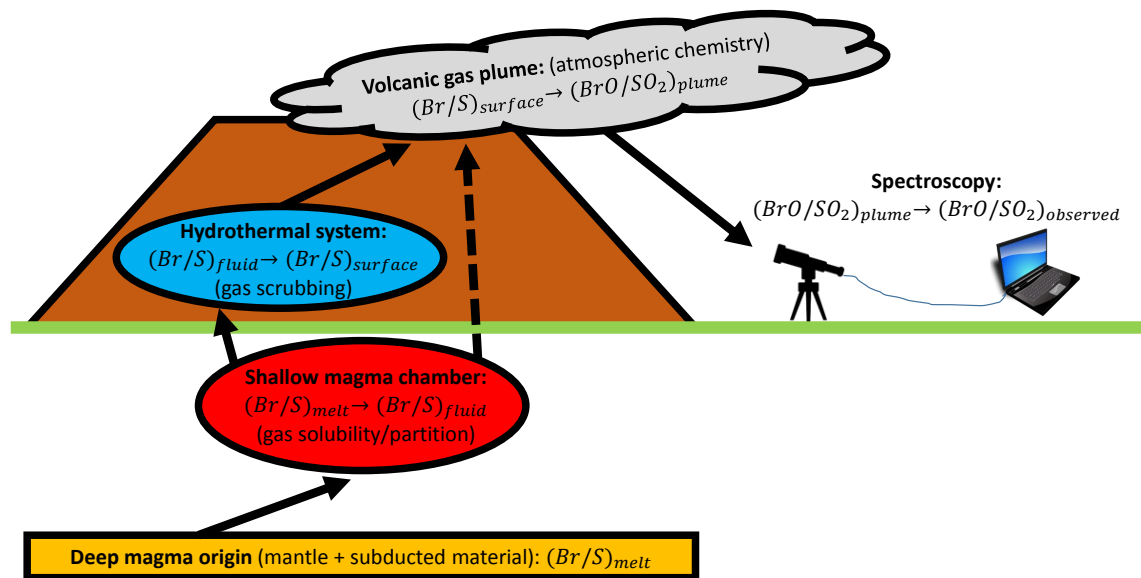 Volcanic gas plume: (atmospheric chemistry)
(Br/S)surface→ (BrO/SO2)plume
Spectroscopy:
(BrO/SO2)plume→ (BrO/SO2)observed
Hydrothermal system:
(Br/S)fluid→ (Br/S)surface
(gas scrubbing)
Shallow magma chamber:
(Br/S)melt→ (Br/S)fluid
(gas solubility/partition)
Deep magma origin (mantle + subducted material): (Br/S)melt